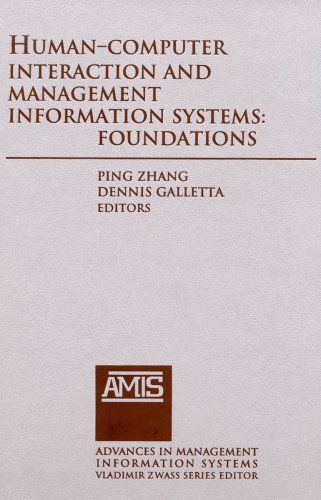 HUMAN–COMPUTER
INTERACTION AND
MANAGEMENT
INFORMATION SYSTEMS:
FOUNDATIONS
PING ZHANG
DENNIS GALLETTA
EDITORS
AMIS
ADVANCES IN MANAGEMENT
INFORMATION SYSTEMS
VLADIMIR ZWASS SERIES EDITOR